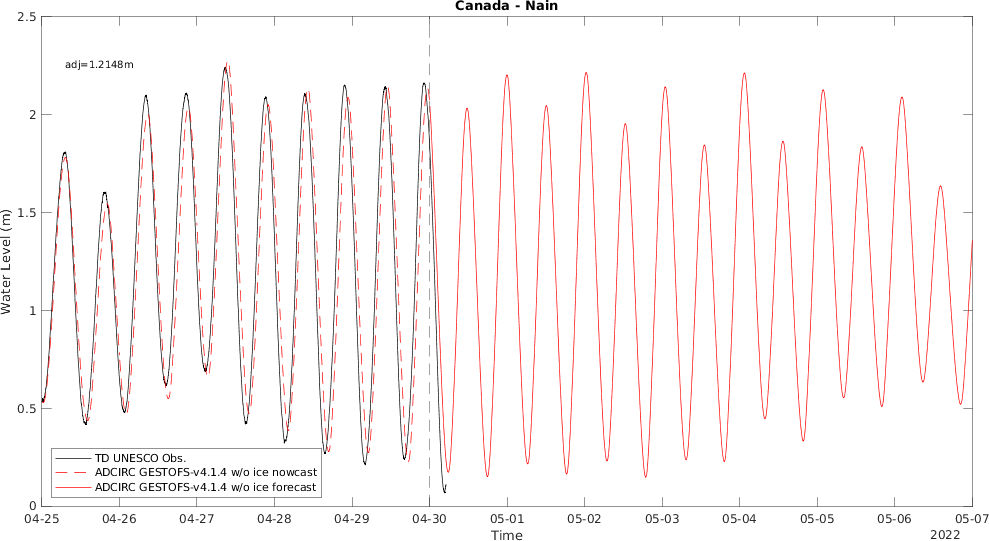 Canada - Nain
adj=1.2148m
2.5
2
1.5
1
0.5
0
Water Level (m)
TD UNESCO Obs.
ADCIRC GESTOFS-v4.1.4 w/o ice nowcast
ADCIRC GESTOFS-v4.1.4 w/o ice forecast
04-25 04-26 04-27 04-28 04-29 04-30 05-01 05-02 05-03 05-04 05-05 05-06 05-07
Time
2022